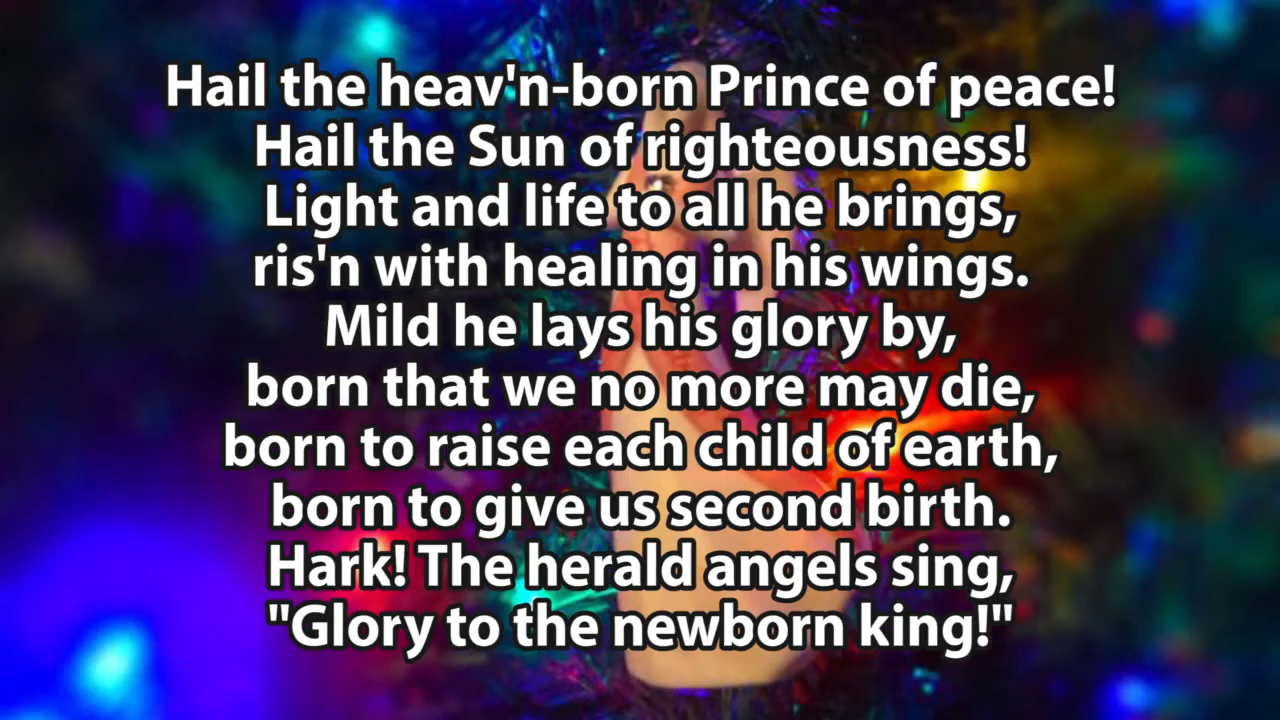 Hail the heav'n-born Prince of peace!
Hail the Sun of righteousness!
Light and life to all he brings,
ris'n with healing in his wings.
Mild he lays his glory by,
born that we no more may die,
born to raise each child of earth,
born to give us second birth.
Hark! The herald angels sing,
"Glory to the newborn king!"